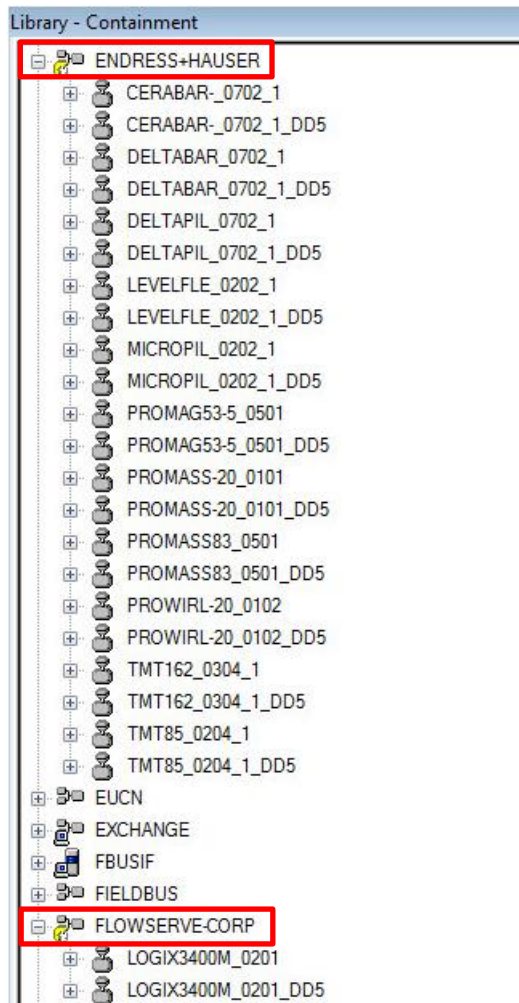 Library - Containment
ENDRESS+HAUSER
CERABAR-_0702_1
CERABAR-_0702_1_DD5
DELTABAR_0702_1
DELTABAR_0702_1_DD5
DELTAPIL_0702_1
DELTAPIL_0702_1_DD5
LEVELFLE_0202_1
LEVELFLE_0202_1_DD5
MICROPIL_0202_1
MICROPIL_0202_1_DD5
PROMAG53-5_0501
PROMAG53-5_0501_DD5
PROMASS-20_0101
PROMASS-20_0101_DD5
PROMASS83_0501
PROMASS83_0501_DD5
PROWIRL-20_0102
PROWIRL-20_0102_DD5
TMT162_0304_1
TMT162_0304_1_DD5
TMT85_0204_1
TMT85_0204_1_DD5
EUCN
EXCHANGE
FBUSIF
FIELDBUS
FLOWSERVE-CORP
LOGIX3400M_0201
LOGIX3400M_0201_DD5